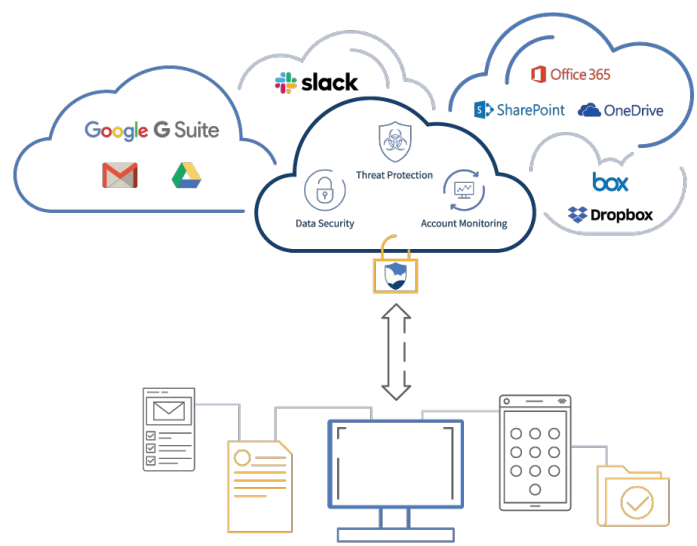 slack
Office 365
SharePoint
OneDrive
Google G Suite
Threat Protection
Data Security
Account Monitoring
box
Dropbox